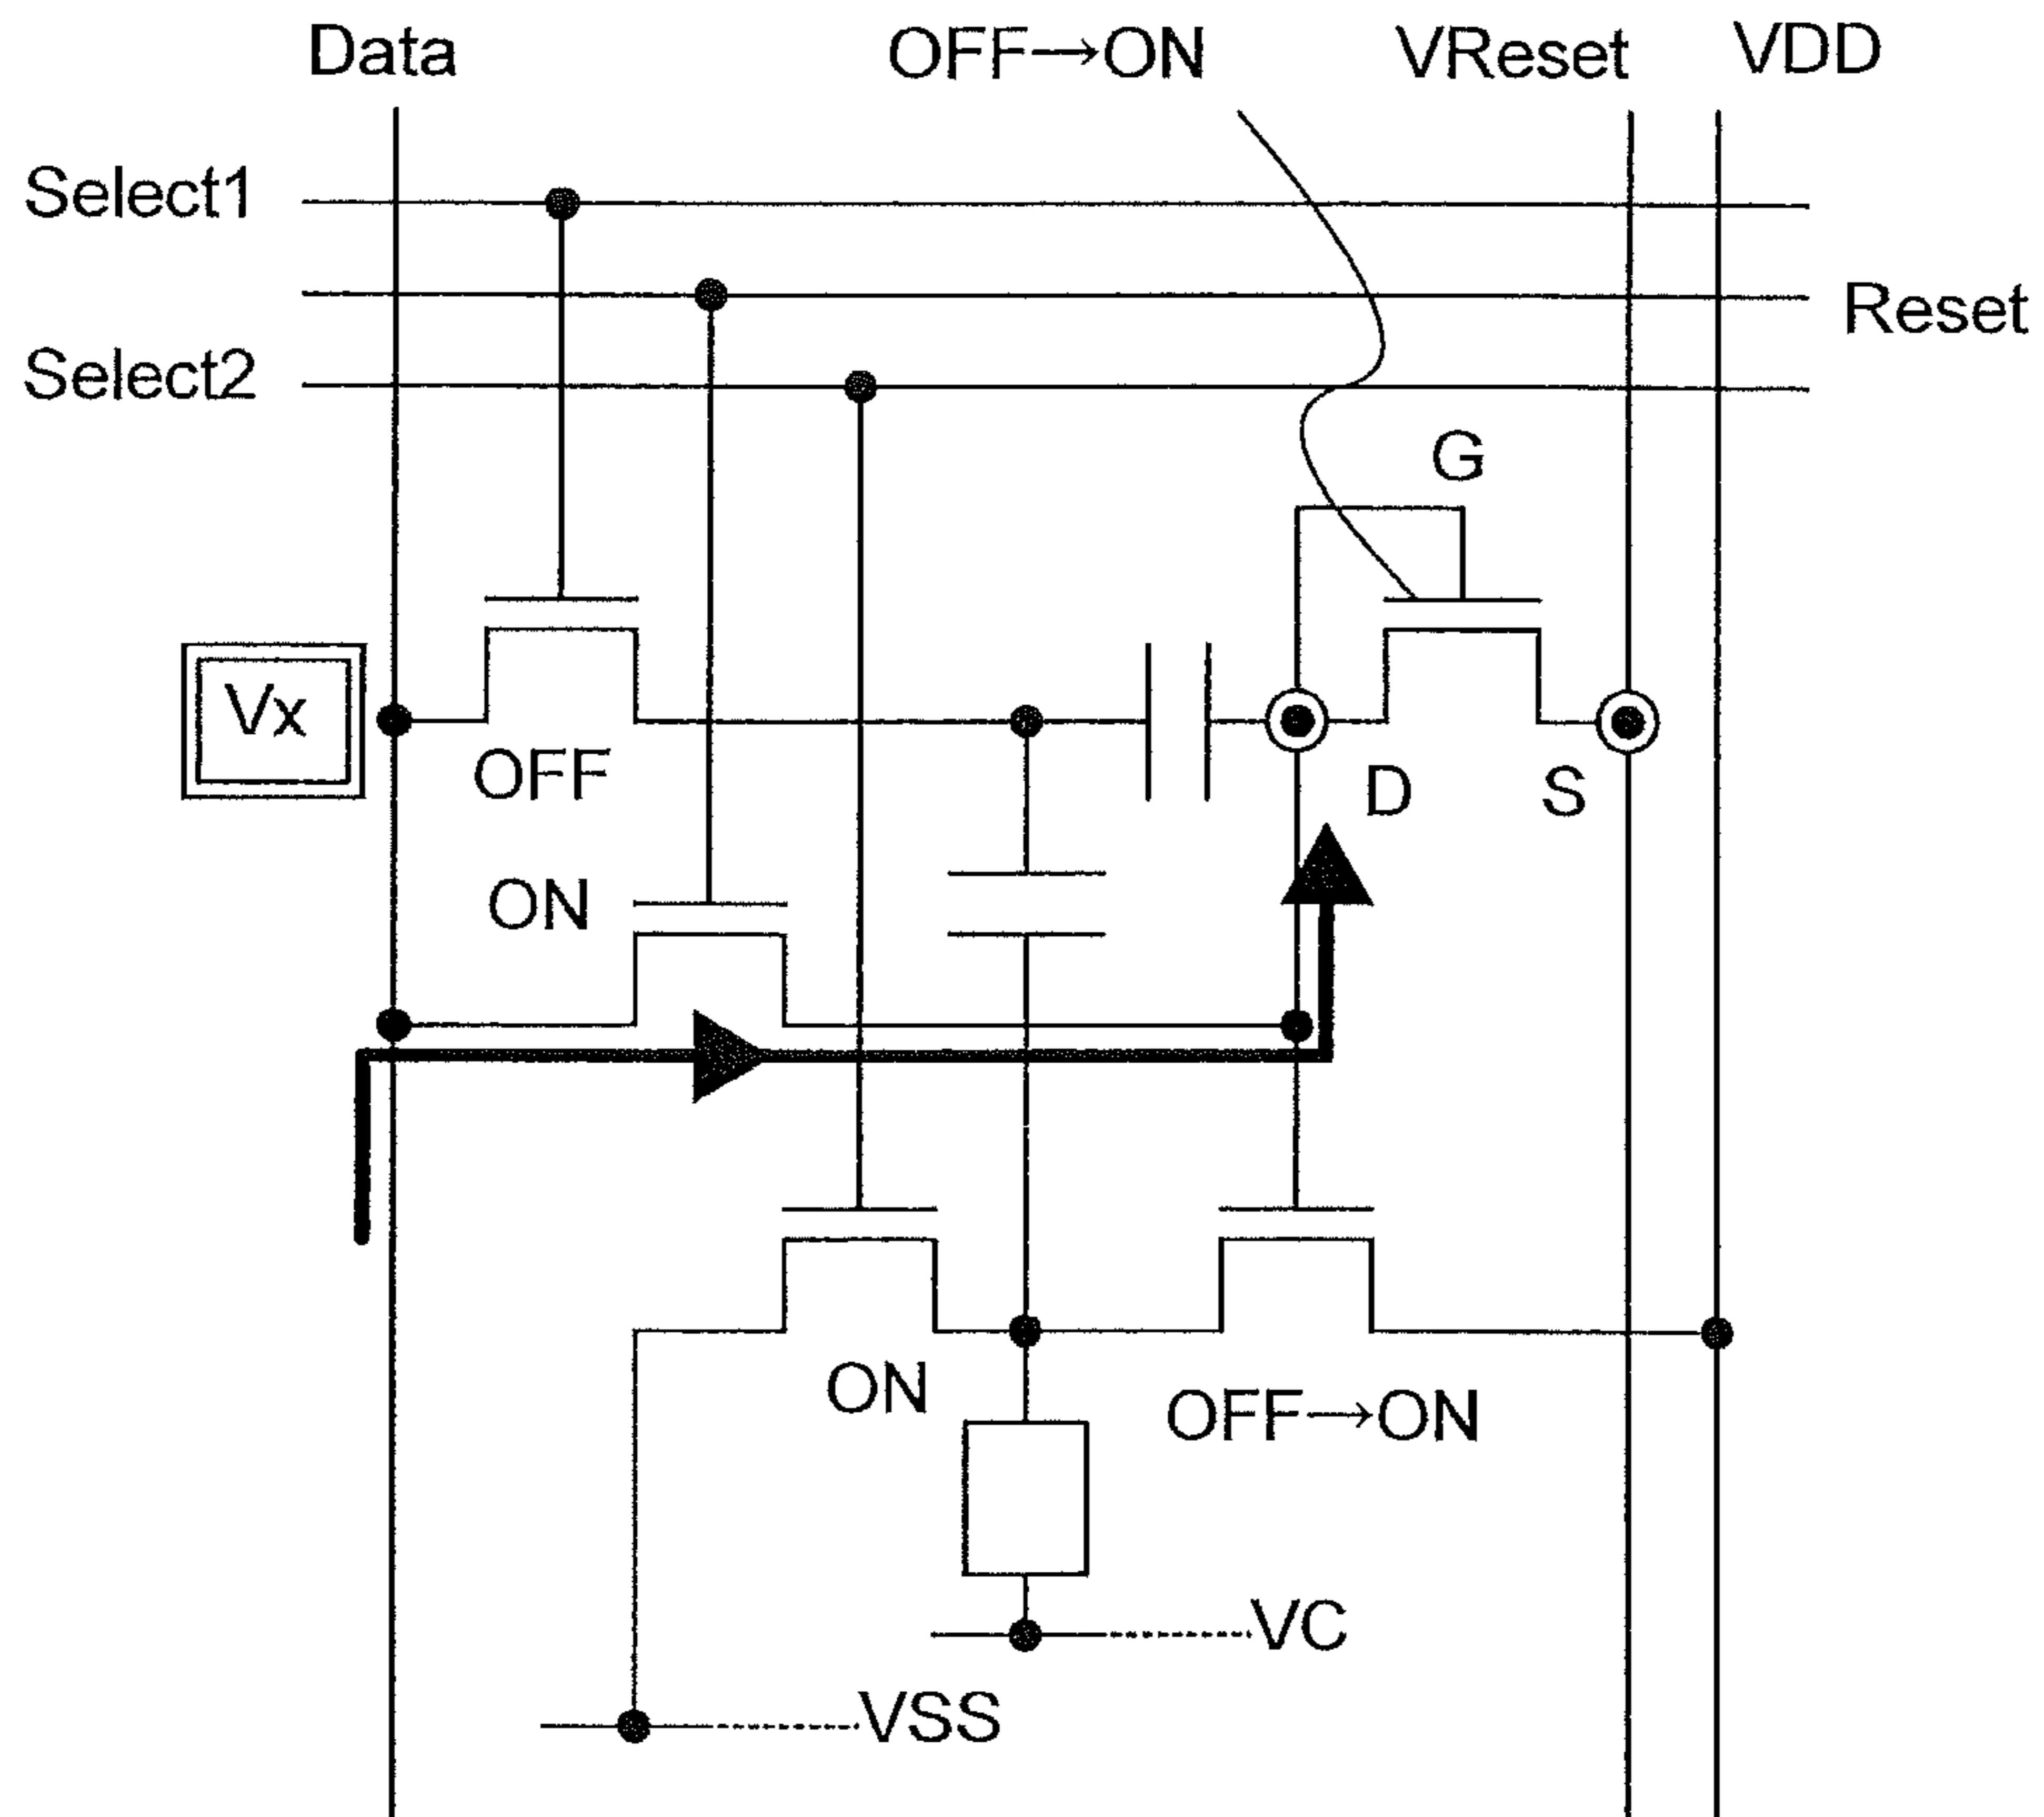 Data
OFF→ON
VReset
VDD
Select1
Reset
Select2
G
Vx
OFF
D
S
ON
ON
OFF→ON
VC
VSS